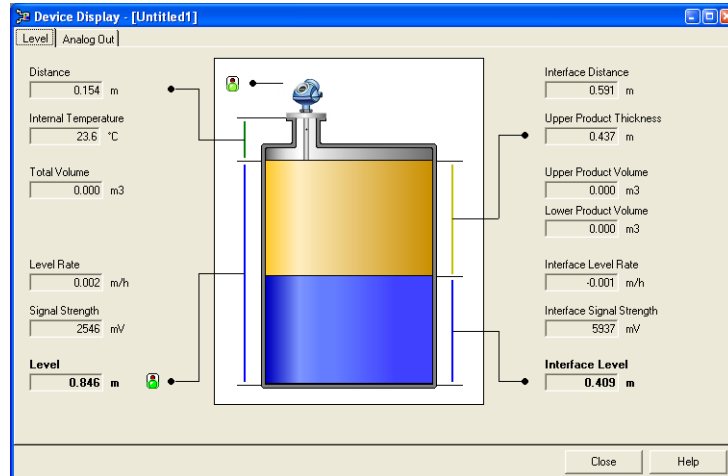 Device Display - [Untitled1]
Level
Analog Out
Distance
0.154 m
Internal Temperature
23.6 °C
Total Volume
0.000 m3
Level Rate
0.002 m/h
Signal Strength
2546 mV
Level
0.846 m
Interface Distance
0.591 m
Upper Product Thickness
0.437 m
Upper Product Volume
0.000 m3
Lower Product Volume
0.000 m3
Interface Level Rate
-0.001 m/h
Interface Signal Strength
5937 mV
Interface Level
0.409 m
Close
Help